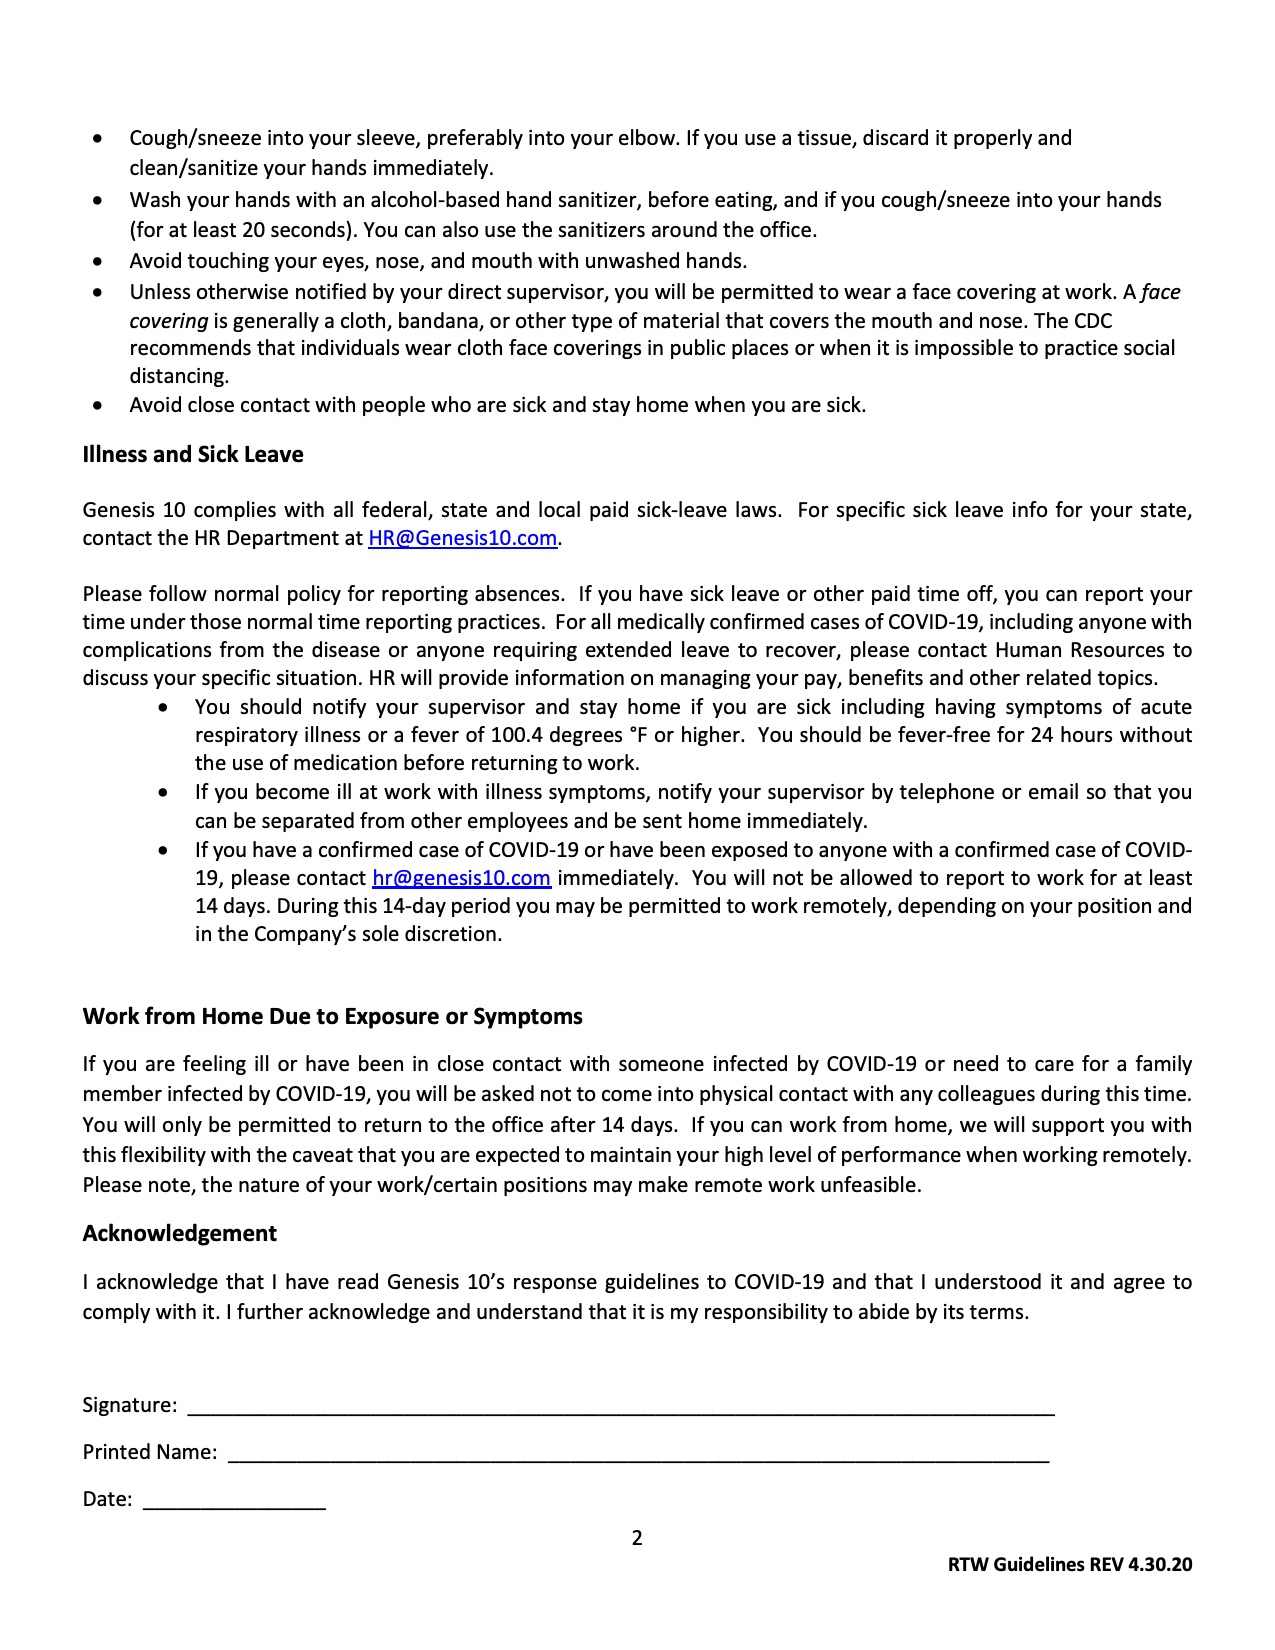 • Cough/sneeze into your sleeve, preferably into your elbow. If you use a tissue, discard it properly and
clean/sanitize your hands immediately.
• Wash your hands with an alcohol-based hand sanitizer, before eating, and if you cough/sneeze into your hands
(for at least 20 seconds). You can also use the sanitizers around the office.
• Avoid touching your eyes, nose, and mouth with unwashed hands.
• Unless otherwise notified by your direct supervisor, you will be permitted to wear a face covering at work. A face
covering is generally a cloth, bandana, or other type of material that covers the mouth and nose. The CDC
recommends that individuals wear cloth face coverings in public places or when it is impossible to practice social
distancing.
• Avoid close contact with people who are sick and stay home when you are sick.
Illness and Sick Leave
Genesis 10 complies with all federal, state and local paid sick-leave laws. For specific sick leave info for your state,
contact the HR Department at HR@Genesis10.com.
Please follow normal policy for reporting absences. If you have sick leave or other paid time off, you can report your
time under those normal time reporting practices. For all medically confirmed cases of COVID-19, including anyone with
complications from the disease or anyone requiring extended leave to recover, please contact Human Resources to
discuss your specific situation. HR will provide information on managing your pay, benefits and other related topics.
• You should notify your supervisor and stay home if you are sick including having symptoms of acute
respiratory illness or a fever of 100.4 degrees °F or higher. You should be fever-free for 24 hours without
the use of medication before returning to work.
• If you become ill at work with illness symptoms, notify your supervisor by telephone or email so that you
can be separated from other employees and be sent home immediately.
• If you have a confirmed case of COVID-19 or have been exposed to anyone with a confirmed case of COVID-
19, please contact hr@genesis10.com immediately. You will not be allowed to report to work for at least
14 days. During this 14-day period you may be permitted to work remotely, depending on your position and
in the Company’s sole discretion.
Work from Home Due to Exposure or Symptoms
If you are feeling ill or have been in close contact with someone infected by COVID-19 or need to care for a family
member infected by COVID-19, you will be asked not to come into physical contact with any colleagues during this time.
You will only be permitted to return to the office after 14 days. If you can work from home, we will support you with
this flexibility with the caveat that you are expected to maintain your high level of performance when working remotely.
Please note, the nature of your work/certain positions may make remote work unfeasible.
Acknowledgement
I acknowledge that I have read Genesis 10’s response guidelines to COVID-19 and that I understood it and agree to
comply with it. I further acknowledge and understand that it is my responsibility to abide by its terms.
Signature: ______________________________________________________________________________
Printed Name: __________________________________________________________________________
Date: ________________
2
RTW Guidelines REV 4.30.20